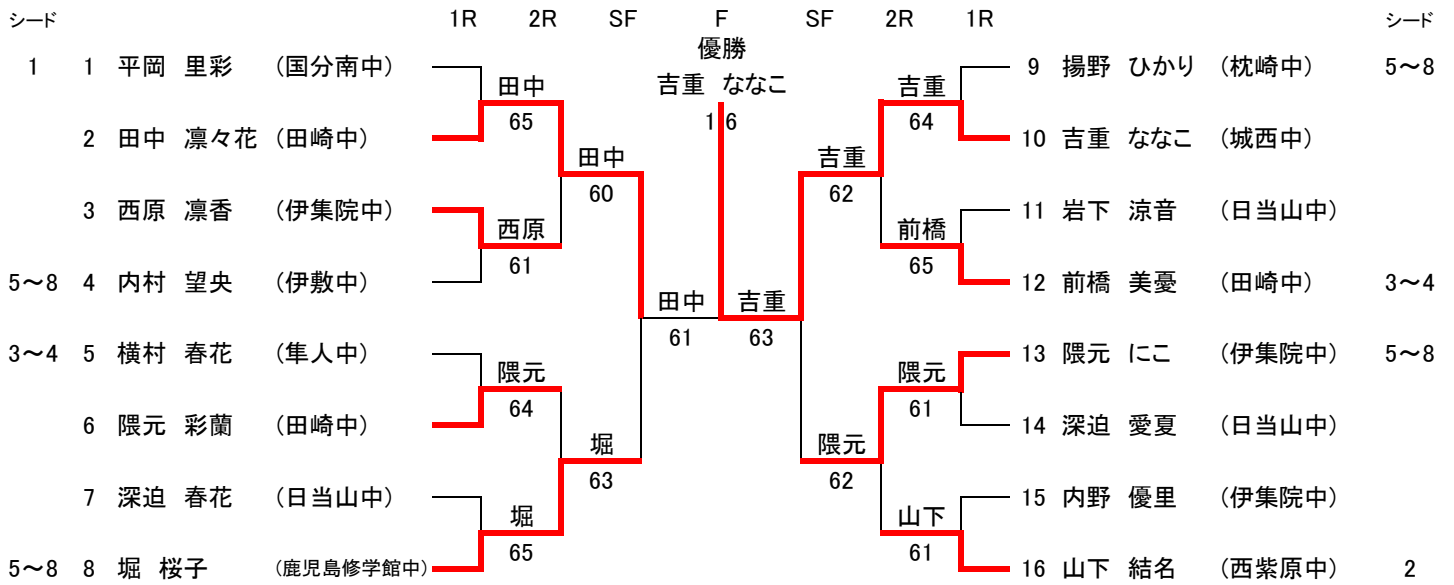 シード 1R 2R SF F SF 2R 1R シード
優勝
1 1 平岡 里彩 (国分南中) 9 揚野 ひかり (枕崎中) 5～8
田中 吉重 ななこ 吉重
65 1 6 64
2 田中 凛々花 (田崎中) 10 吉重 ななこ (城西中)
田中 吉重
60 62
3 西原 凛香 (伊集院中) 11 岩下 涼音 (日当山中)
西原 前橋
61 65
5～8 4 内村 望央 (伊敷中) 12 前橋 美憂 (田崎中) 3～4
田中 吉重
61 63
3～4 5 横村 春花 (隼人中) 13 隈元 にこ (伊集院中) 5～8
隈元 隈元
64 61
6 隈元 彩蘭 (田崎中) 14 深迫 愛夏 (日当山中)
堀 隈元
63 62
7 深迫 春花 (日当山中) 15 内野 優里 (伊集院中)
堀 山下
65 61
5～8 8 堀 桜子 (鹿児島修学館中) 16 山下 結名 (西紫原中) 2